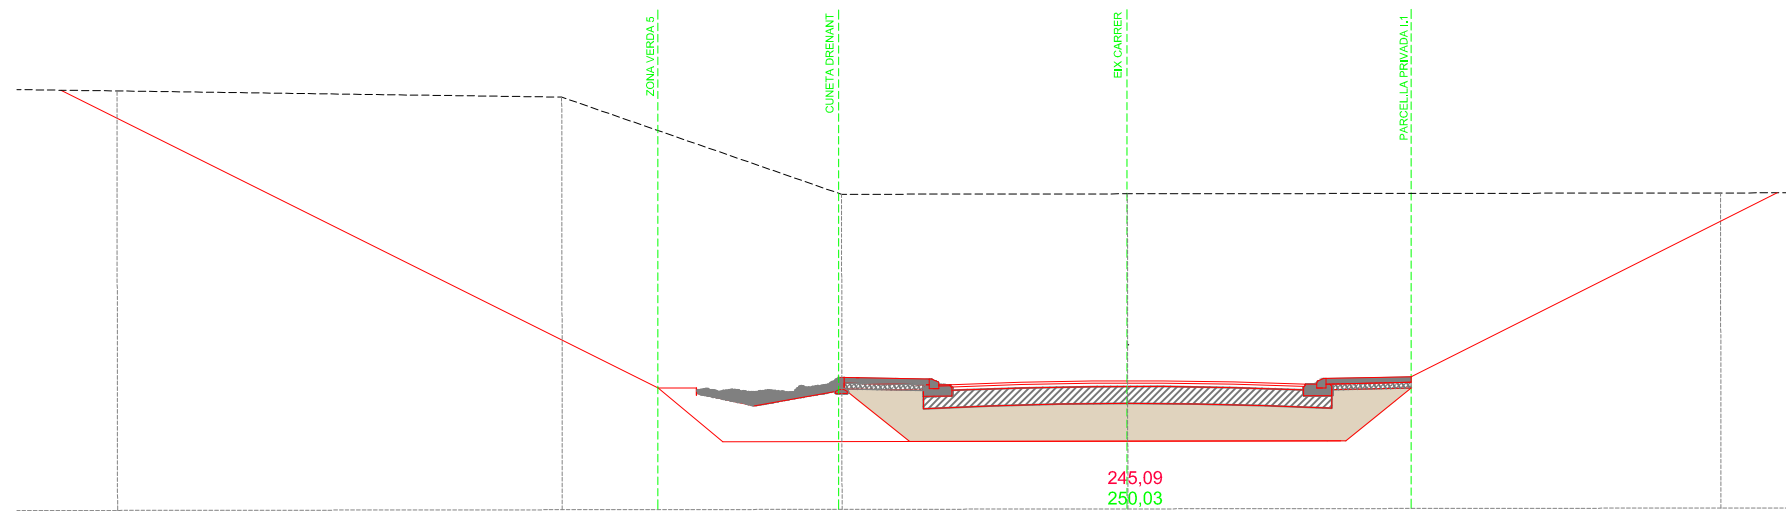 ZONA VERDA 5
CUNETA DRENANT
EIX CARRER
PARCEL.LA PRIVADA I.1
245,09
250,03